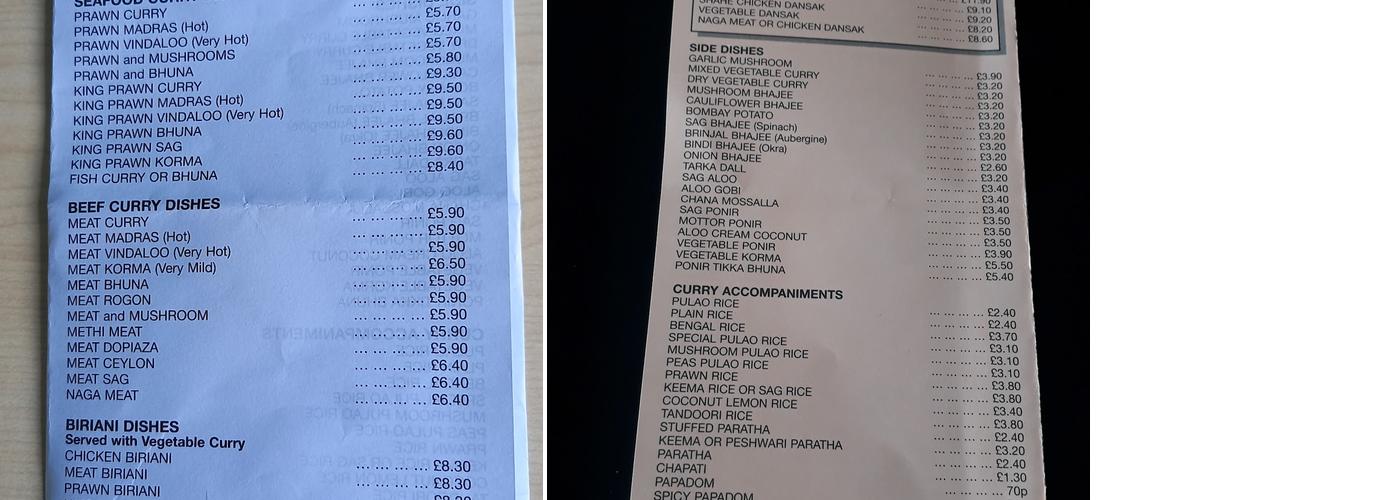 SEAFOOD CURRY
PRAWN CURRY
PRAWN MADRAS (Hot) ... ... ... ... £5.70
PRAWN VINDALOO (Very Hot) ... ... ... ... £5.70
PRAWN and MUSHROOMS ... ... ... ... £5.70
PRAWN and BHUNA ... ... ... ... £5.80
KING PRAWN CURRY ... ... ... ... £9.30
KING PRAWN MADRAS (Hot) ... ... ... ... £9.50
KING PRAWN VINDALOO (Very Hot) ... ... ... ... £9.50
KING PRAWN BHUNA ... ... ... ... £9.50
KING PRAWN SAG ... ... ... ... £9.60
KING PRAWN KORMA ... ... ... ... £9.60
FISH CURRY OR BHUNA ... ... ... ... £8.40
BEEF CURRY DISHES
MEAT CURRY ... ... ... ... £5.90
MEAT MADRAS (Hot) ... ... ... ... £5.90
MEAT VINDALOO (Very Hot) ... ... ... ... £5.90
MEAT KORMA (Very Mild) ... ... ... ... £6.50
MEAT BHUNA ... ... ... ... £5.90
MEAT ROGON ... ... ... ... £5.90
MEAT and MUSHROOM ... ... ... ... £5.90
METHI MEAT ... ... ... ... £5.90
MEAT DOPIAZA ... ... ... ... £5.90
MEAT CEYLON ... ... ... ... £6.40
MEAT SAG ... ... ... ... £6.40
NAGA MEAT ... ... ... ... £6.40
BIRIANI DISHES
Served with Vegetable Curry
CHICKEN BIRIANI ... ... ... ... £8.30
MEAT BIRIANI ... ... ... ... £8.30
PRAWN BIRIANI
£9.10
SHAHE CHICKEN DANSAK £9.20
VEGETABLE DANSAK ... ... ... ... £8.20
NAGA MEAT OR CHICKEN DANSAK ... ... ... ... £8.60
SIDE DISHES
GARLIC MUSHROOM ... ... ... ... £3.90
MIXED VEGETABLE CURRY ... ... ... ... £3.20
DRY VEGETABLE CURRY ... ... ... ... £3.20
MUSHROOM BHAJEE ... ... ... ... £3.20
CAULIFLOWER BHAJEE ... ... ... ... £3.20
BOMBAY POTATO ... ... ... ... £3.20
SAG BHAJEE (Spinach) ... ... ... ... £3.20
BRINJAL BHAJEE (Aubergine) ... ... ... ... £3.20
BINDI BHAJEE (Okra) ... ... ... ... £3.20
ONION BHAJEE ... ... ... ... £2.60
TARKA DALL ... ... ... ... £3.20
SAG ALOO ... ... ... ... £3.40
ALOO GOBI
CHANA MOSSALLA ... ... ... ... £3.40
SAG PONIR ... ... ... ... £3.50
MOTTOR PONIR ... ... ... ... £3.50
ALOO CREAM COCONUT ... ... ... ... £3.50
VEGETABLE PONIR ... ... ... ... £3.90
VEGETABLE KORMA ... ... ... ... £5.50
PONIR TIKKA BHUNA ... ... ... ... £5.40
CURRY ACCOMPANIMENTS
PULAO RICE ... ... ... ... £2.40
PLAIN RICE ... ... ... ... £2.40
BENGAL RICE ... ... ... ... £3.70
SPECIAL PULAO RICE ... ... ... ... £3.10
MUSHROOM PULAO RICE ... ... ... ... £3.10
PEAS PULAO RICE ... ... ... ... £3.10
PRAWN RICE ... ... ... ... £3.80
KEEMA RICE OR SAG RICE ... ... ... ... £3.80
COCONUT LEMON RICE ... ... ... ... £3.40
TANDOORI RICE ... ... ... ... £3.80
STUFFED PARATHA ... ... ... ... £2.40
KEEMA OR PESHWARI PARATHA ... ... ... ... £3.20
PARATHA ... ... ... ... £2.40
CHAPATI ... ... ... ... £1.30
PAPADOM ... ... ... ... 70p
SPICY PAPADOM